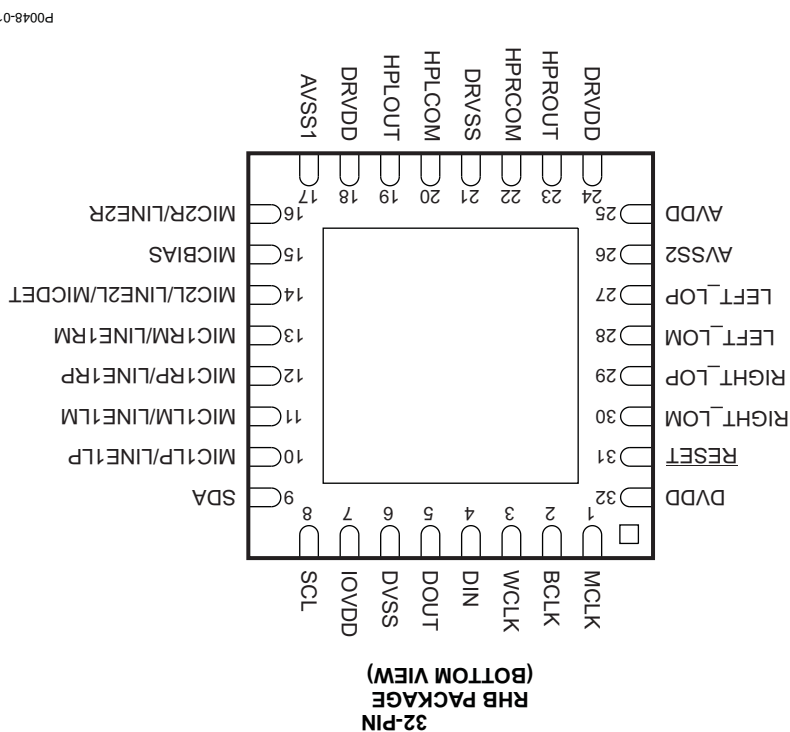 32-PIN
RHB PACKAGE
(BOTTOM VIEW)
MCLK
BCLK
WCLK
DIN
DOUT
DVSS
IOVDD
SCL
1 2 3 4 5 6 7 8
DVDD 32 9 SDA
RESET 31 10 MIC1LP/LINE1LP
RIGHT_LOM 30 11 MIC1LM/LINE1LM
RIGHT_LOP 29 12 MIC1RP/LINE1RP
LEFT_LOM 28 13 MIC1RM/LINE1RM
LEFT_LOP 27 14 MIC2L/LINE2L/MICDET
AVSS2 26 15 MICBIAS
AVDD 25 16 MIC2R/LINE2R
24 23 22 21 20 19 18 17
DRVDD
HPROUT
HPRCOM
DRVSS
HPLCOM
HPLOUT
DRVDD
AVSS1